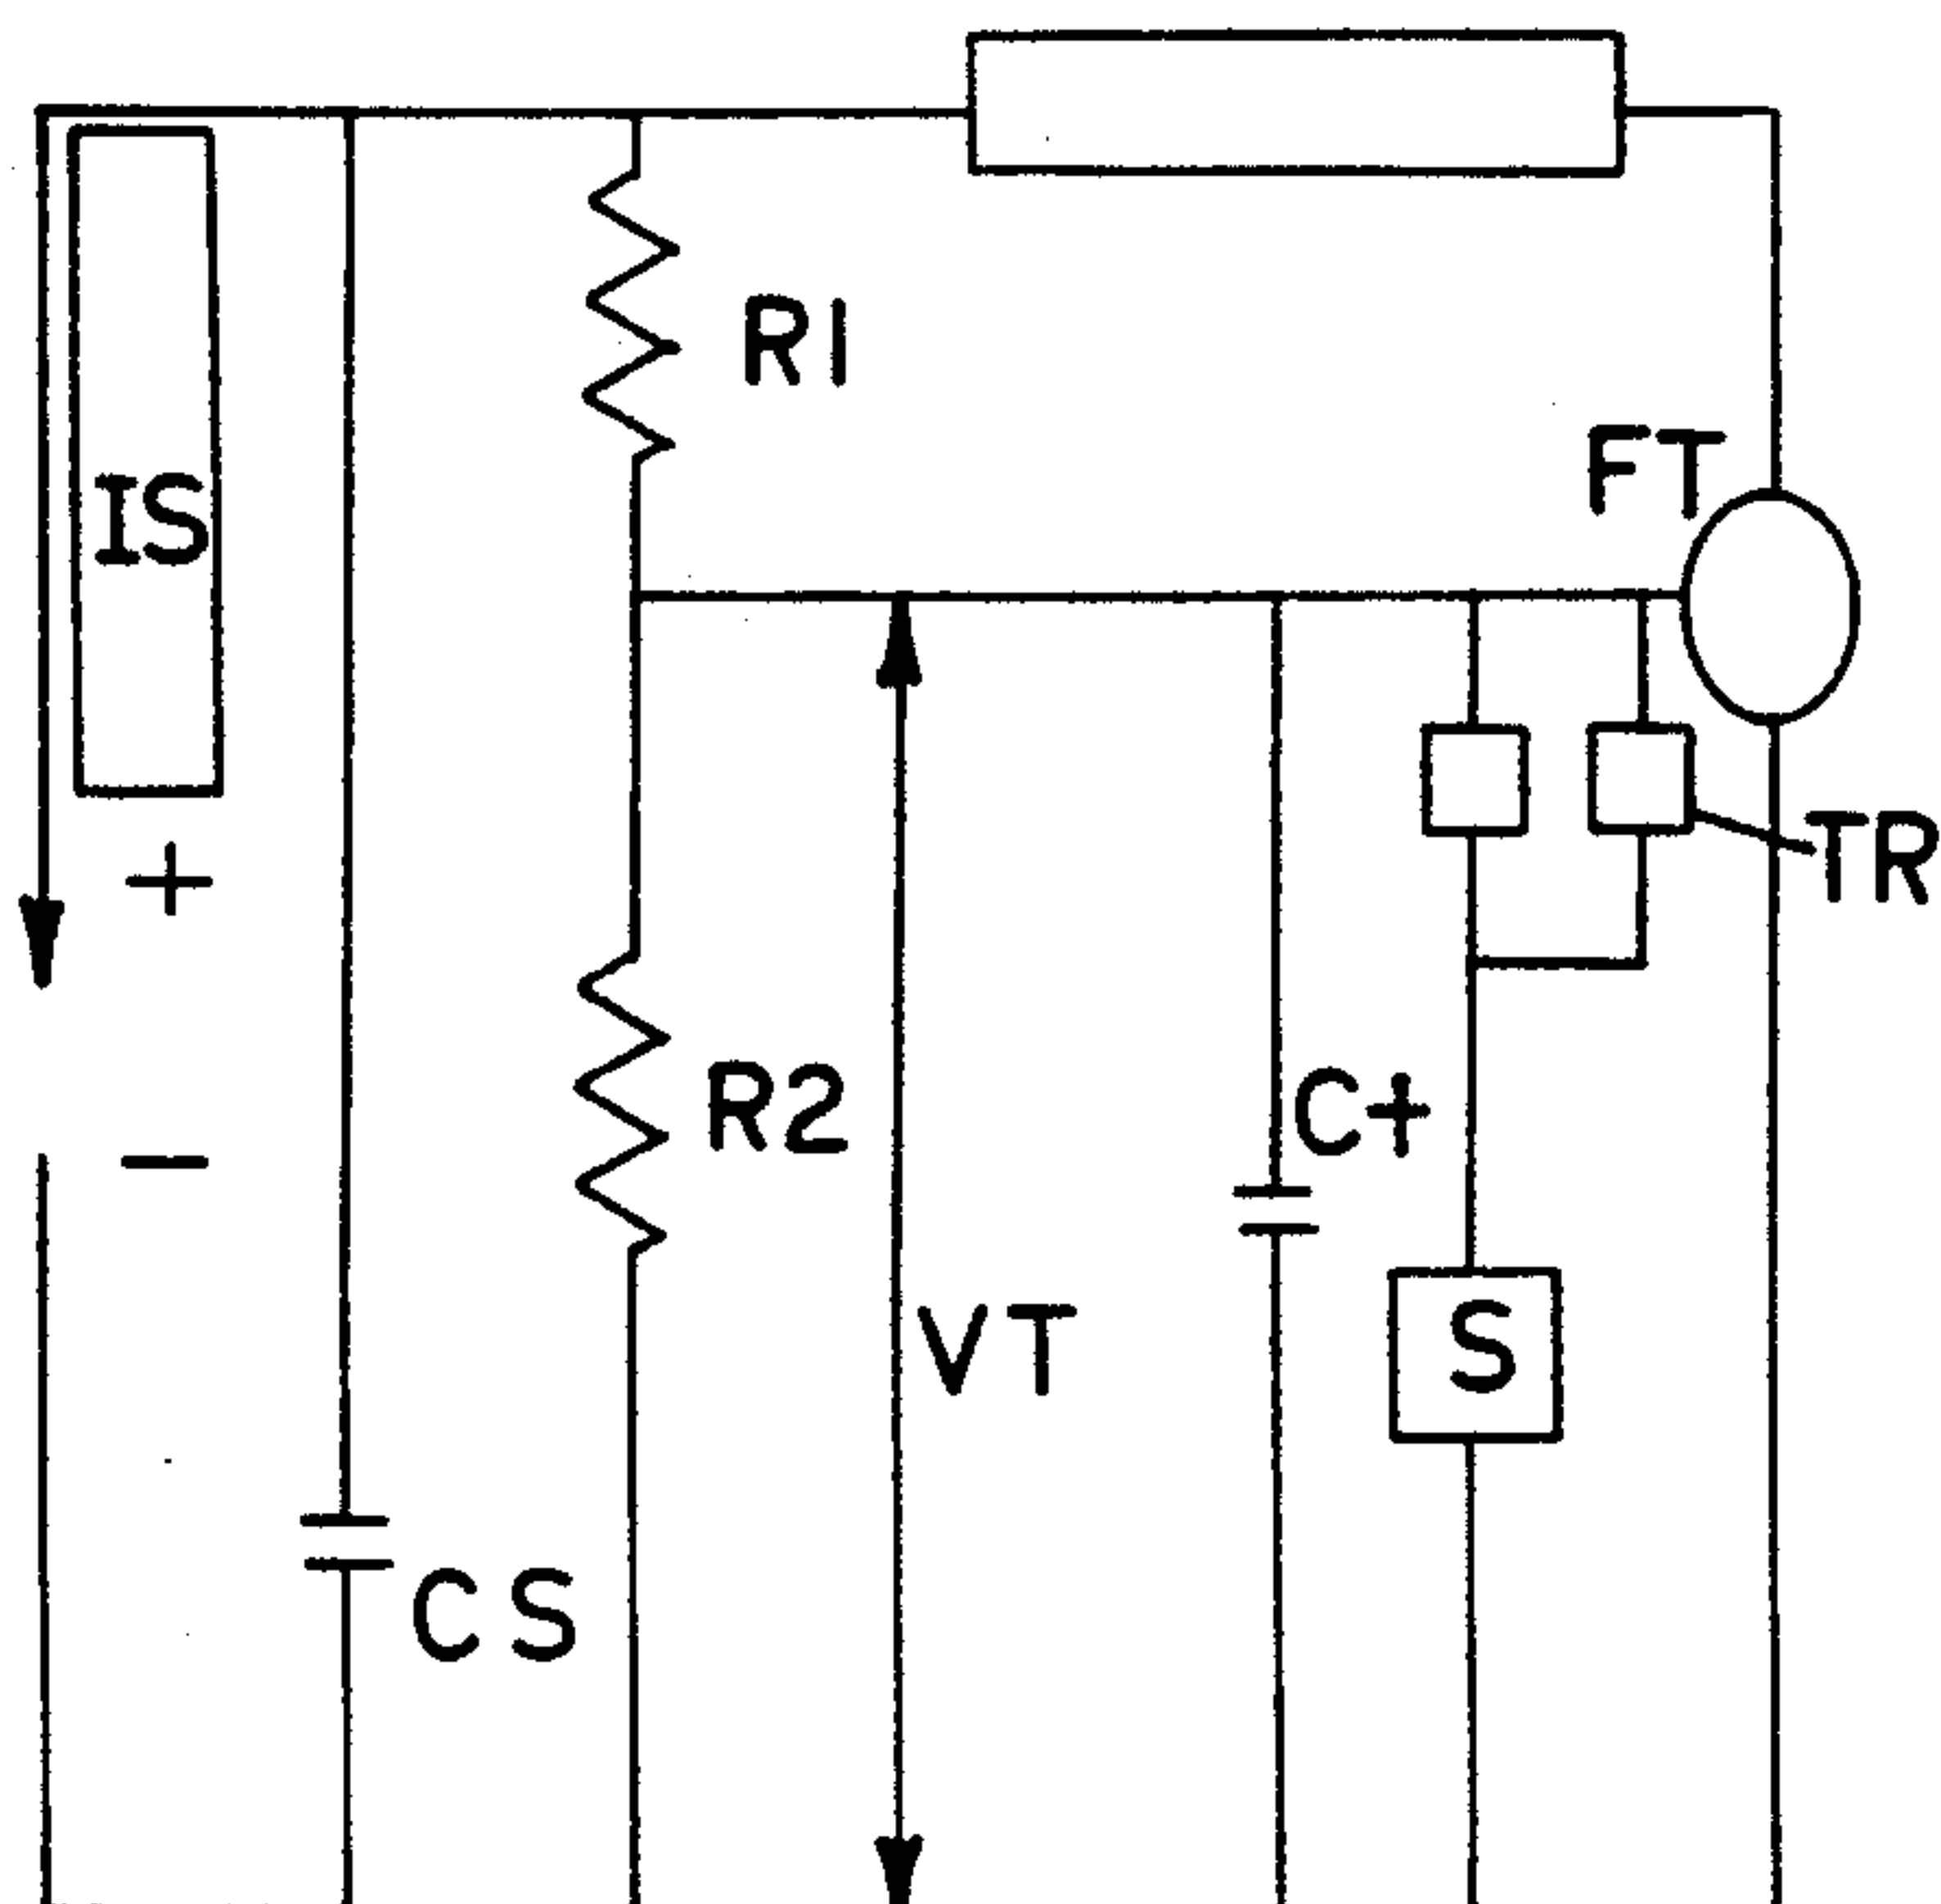 R1
FT
IS
+
TR
R2
C+
−
VT
S
CS